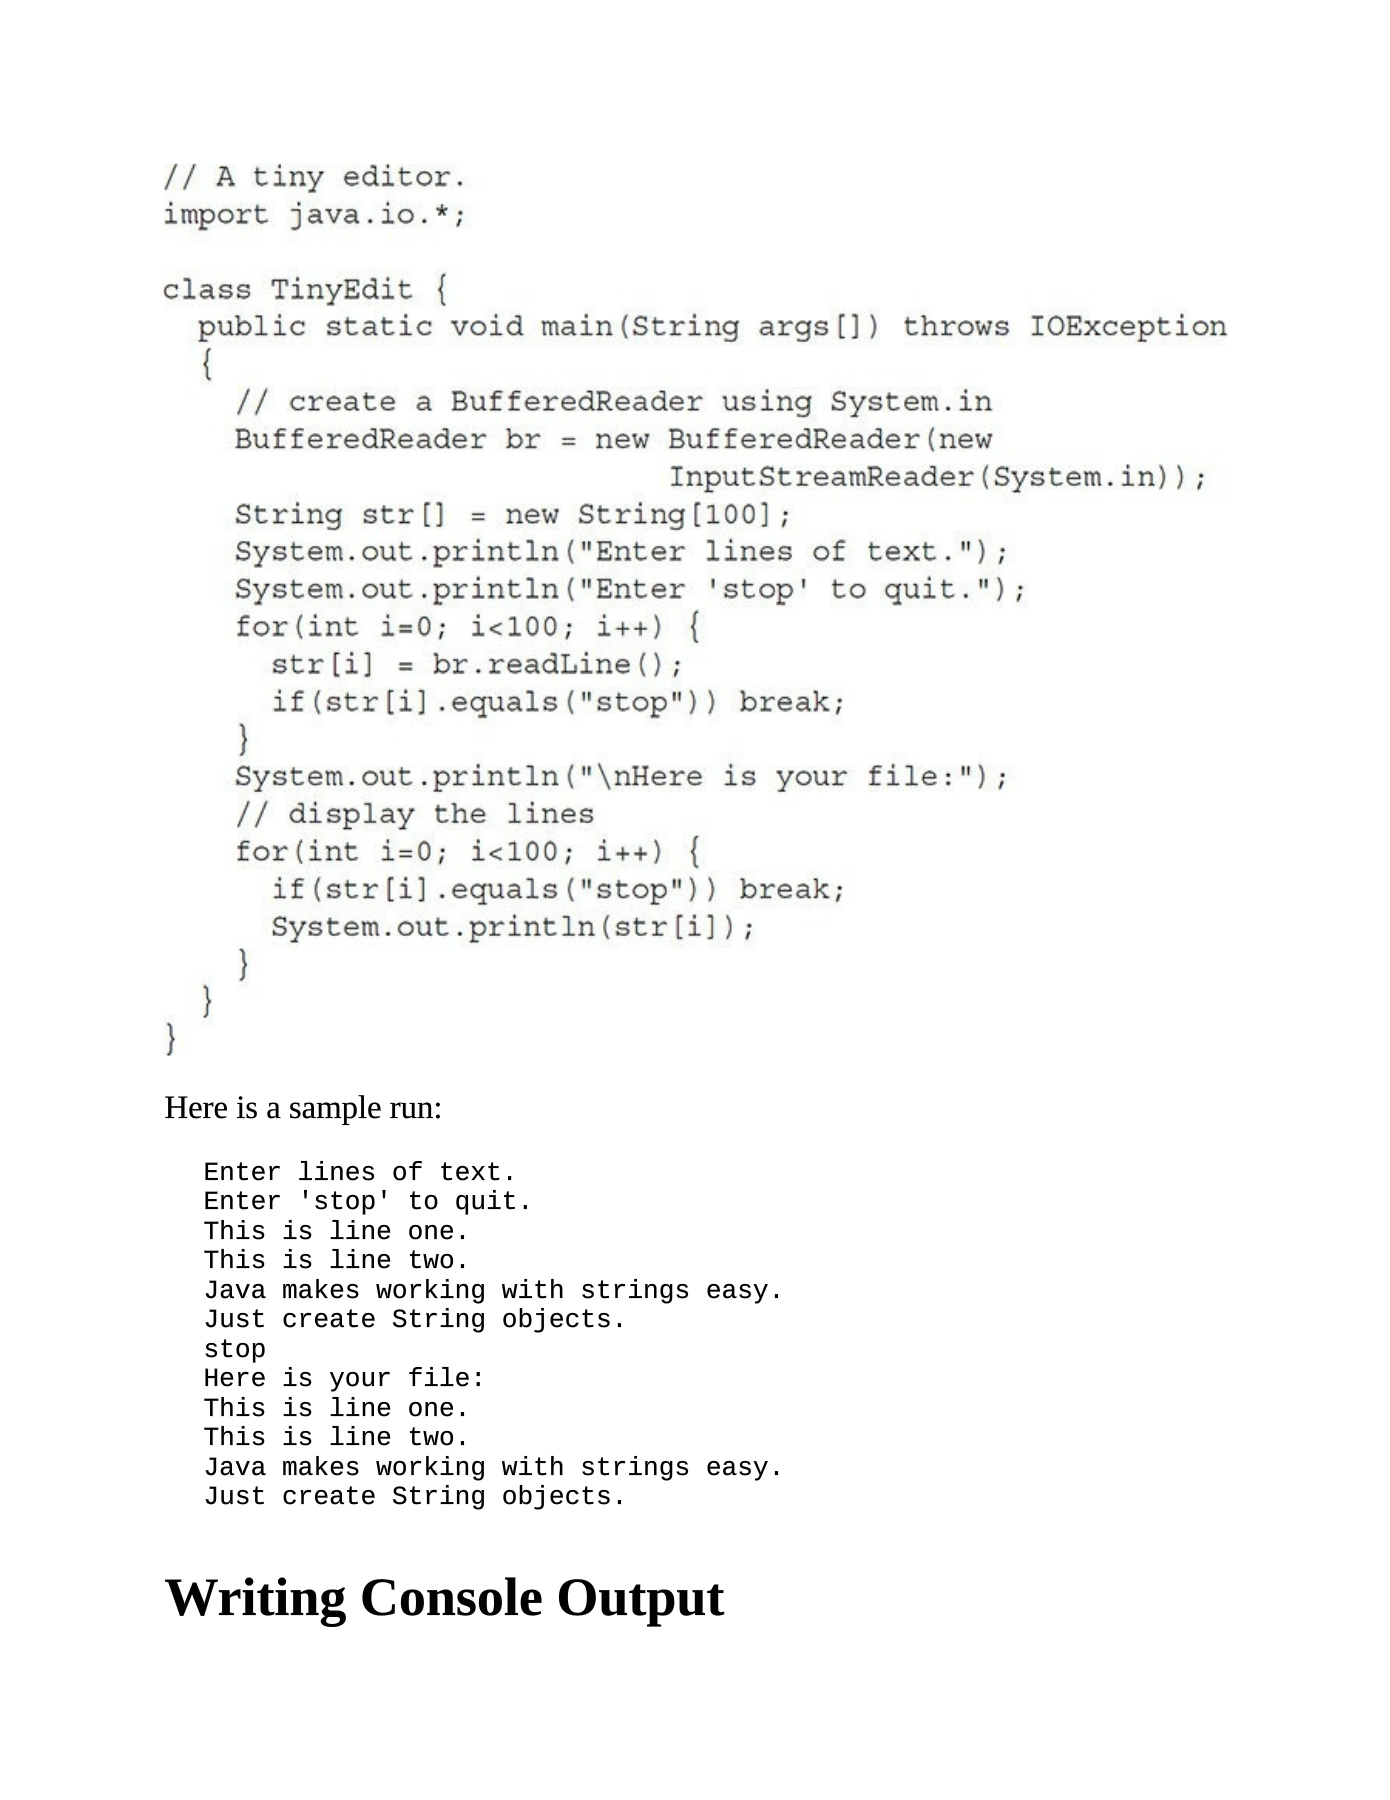 // A tiny editor.
import java.io.*;

class TinyEdit {
  public static void main(String args[]) throws IOException
  {
    // create a BufferedReader using System.in
    BufferedReader br = new BufferedReader(new
                            InputStreamReader(System.in));
    String str[] = new String[100];
    System.out.println("Enter lines of text.");
    System.out.println("Enter 'stop' to quit.");
    for(int i=0; i<100; i++) {
      str[i] = br.readLine();
      if(str[i].equals("stop")) break;
    }
    System.out.println("\nHere is your file:");
    // display the lines
    for(int i=0; i<100; i++) {
      if(str[i].equals("stop")) break;
      System.out.println(str[i]);
    }
  }
}
Here is a sample run:
Enter lines of text.
Enter 'stop' to quit.
This is line one.
This is line two.
Java makes working with strings easy.
Just create String objects.
stop
Here is your file:
This is line one.
This is line two.
Java makes working with strings easy.
Just create String objects.
Writing Console Output